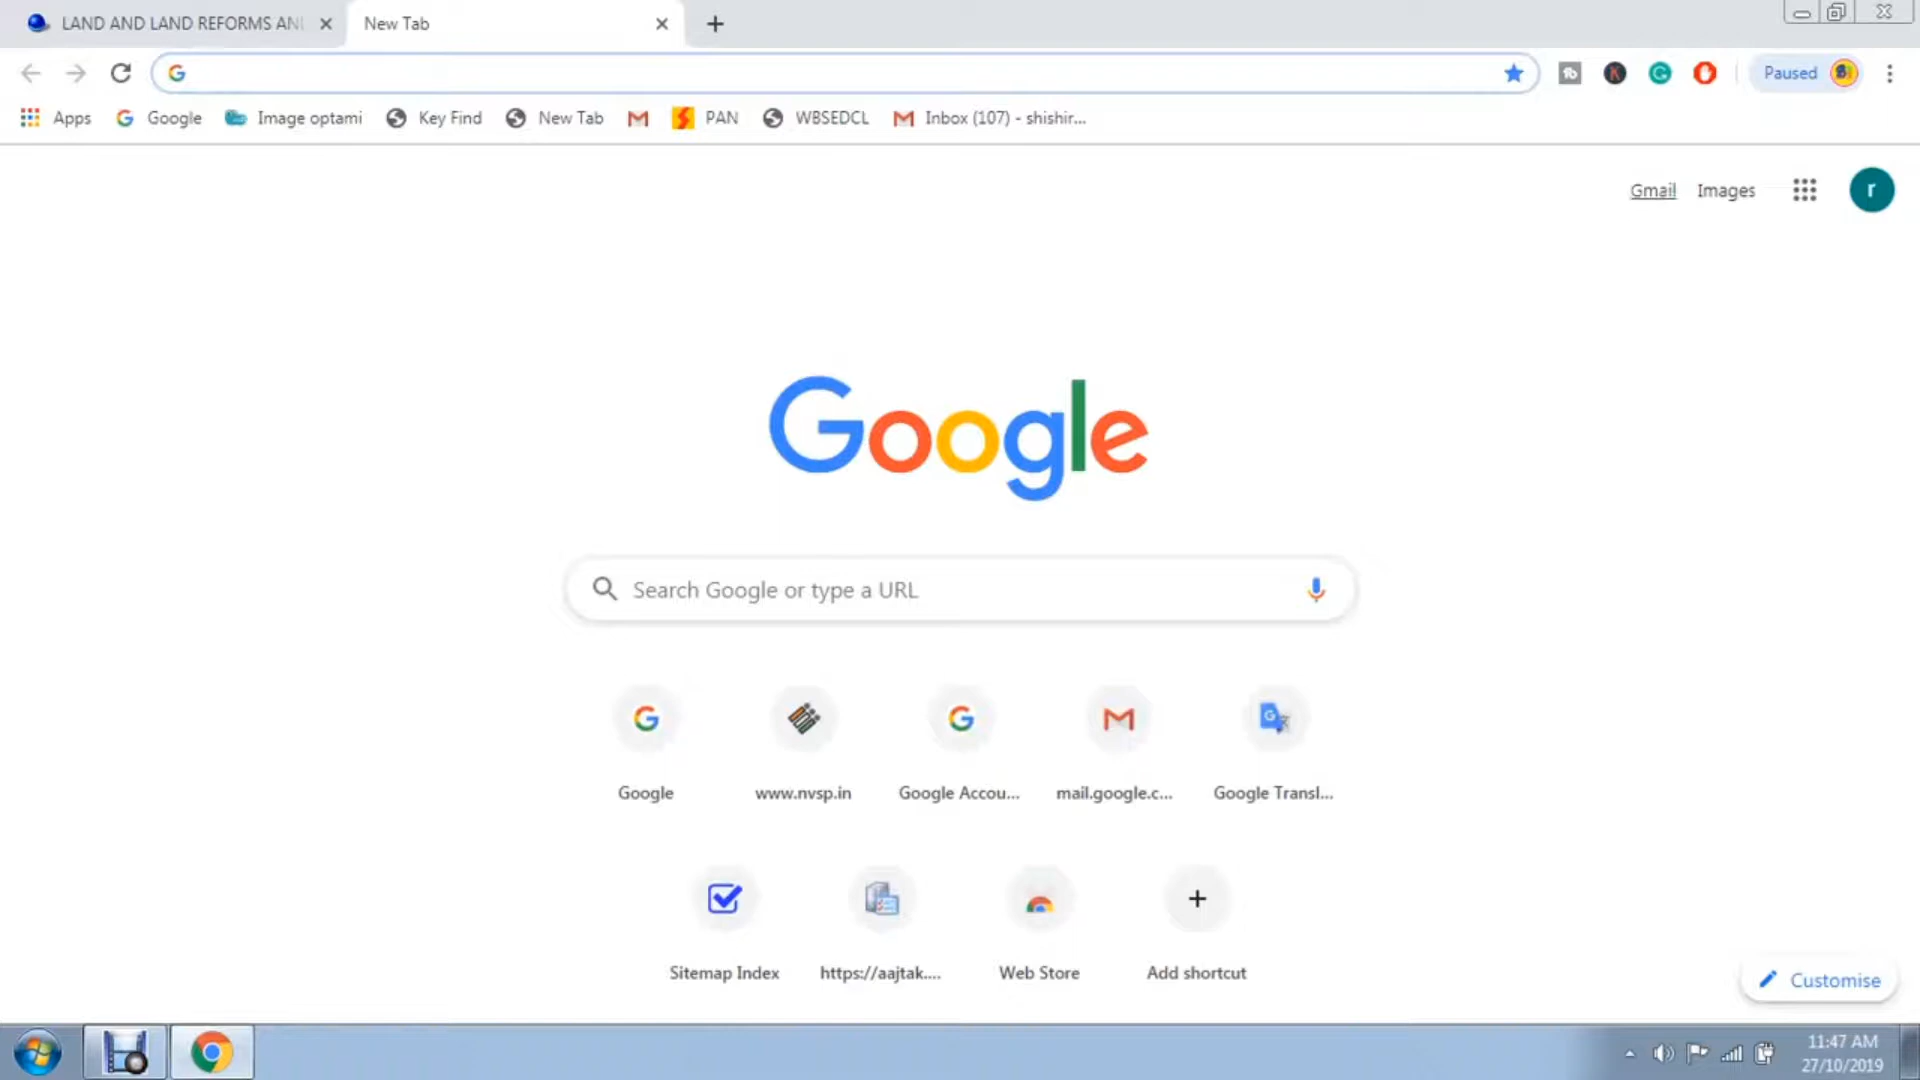 LAND AND LAND REFORMS AN
New Tab
Paused
Apps
Google
Image optami
Key Find
New Tab
PAN
WBSEDCL
Inbox (107) - shishir...
Gmail
Images
r
Google
Search Google or type a URL
Google
www.nvsp.in
Google Accou...
mail.google.c...
Google Transl...
Sitemap Index
https://aajtak....
Web Store
Add shortcut
Customise
11:47 AM
27/10/2019